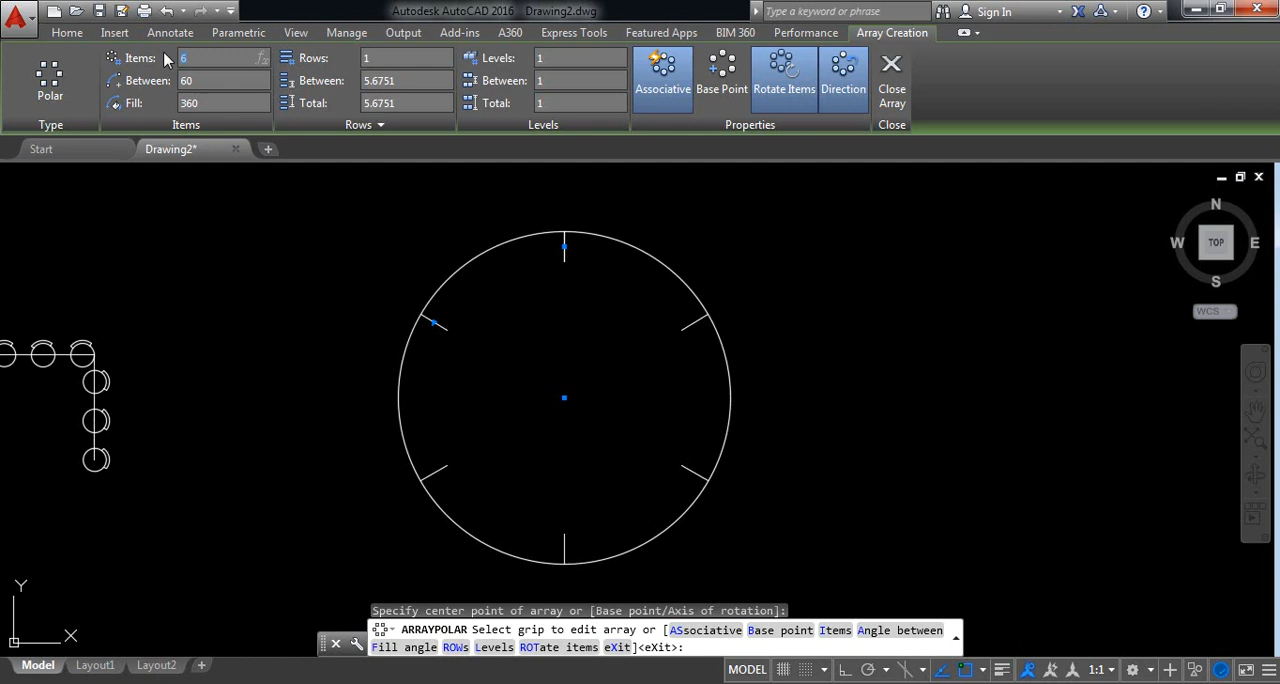 Autodesk AutoCAD 2016 Drawing2.dwg
Type a keyword or phrase
Sign In
Home Insert Annotate Parametric View Manage Output Add-ins A360 Express Tools Featured Apps BIM 360 Performance Array Creation
Items: 6 fx Rows: 1 Levels: 1
Between: 60 Between: 5.6751 Between: 1
Fill: 360 Total: 5.6751 Total: 1
Polar
Associative Base Point Rotate Items Direction Close Array
Type Items Rows Levels Properties Close
Start Drawing2*
N
W TOP E
S
WCS
Y
X
Specify center point of array or [Base point/Axis of rotation]:
ARRAYPOLAR Select grip to edit array or [ASsociative Base point Items Angle between
Fill angle ROWs Levels ROTate items eXit]<eXit>:
Model Layout1 Layout2 +
MODEL 1:1